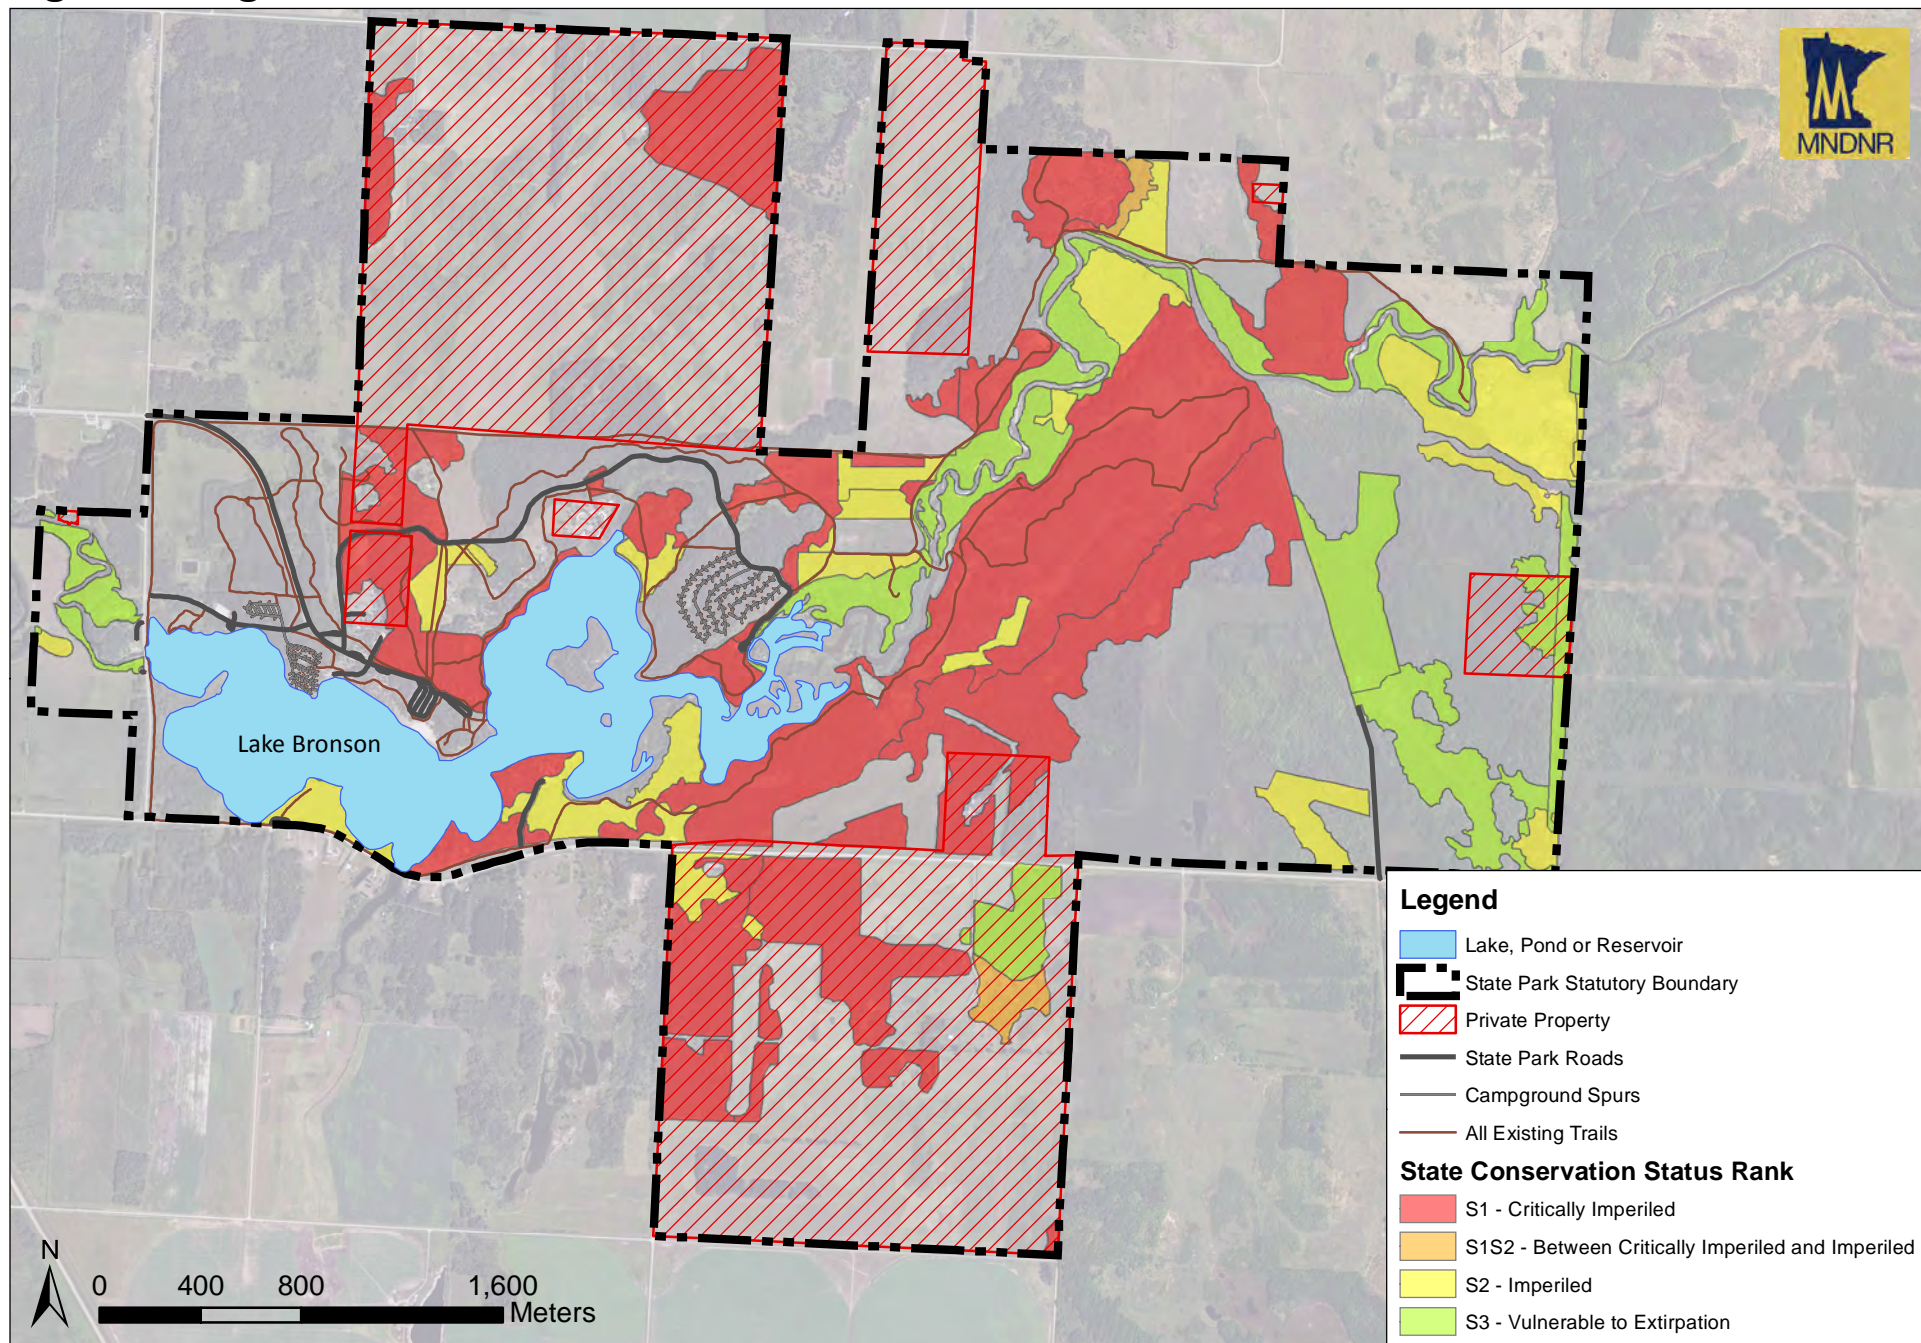 MNDNR
Lake Bronson
Legend
Lake, Pond or Reservoir
State Park Statutory Boundary
Private Property
State Park Roads
Campground Spurs
All Existing Trails
State Conservation Status Rank
S1 - Critically Imperiled
S1S2 - Between Critically Imperiled and Imperiled
S2 - Imperiled
S3 - Vulnerable to Extirpation
N
0 400 800 1,600
Meters